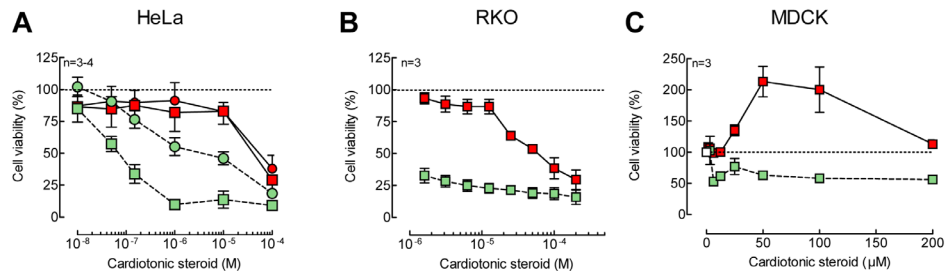 A HeLa
B RKO
C MDCK
n=3-4
n=3
n=3
Cell viability (%)
125
100
75
50
25
0
10⁻⁸ 10⁻⁷ 10⁻⁶ 10⁻⁵ 10⁻⁴
Cardiotonic steroid (M)
Cell viability (%)
125
100
75
50
25
0
10⁻⁶ 10⁻⁵ 10⁻⁴
Cardiotonic steroid (M)
Cell viability (%)
250
200
150
100
50
0
0 50 100 150 200
Cardiotonic steroid (µM)